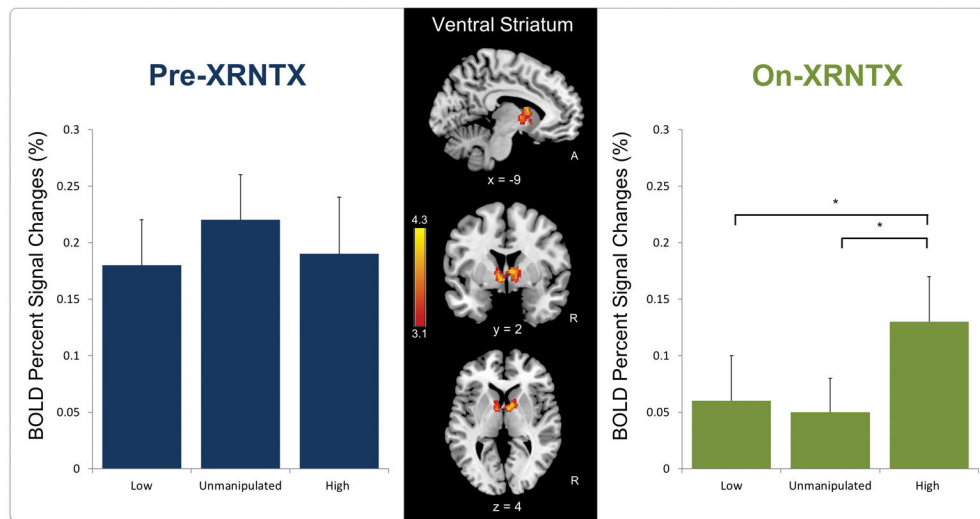 Pre-XRNTX
BOLD Percent Signal Changes (%)
0.3
0.25
0.2
0.15
0.1
0.05
0
Low
Unmanipulated
High
Ventral Striatum
A
x = -9
4.3
3.1
R
y = 2
R
z = 4
On-XRNTX
BOLD Percent Signal Changes (%)
0.3
0.25
0.2
0.15
0.1
0.05
0
*
*
Low
Unmanipulated
High